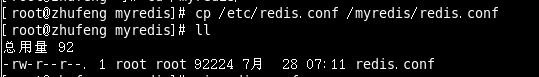 [root@zhufeng myredis]# cp /etc/redis.conf /myredis/redis.conf
[root@zhufeng myredis]# ll
总用量 92
-rw-r--r--. 1 root root 92224 7月  28 07:11 redis.conf